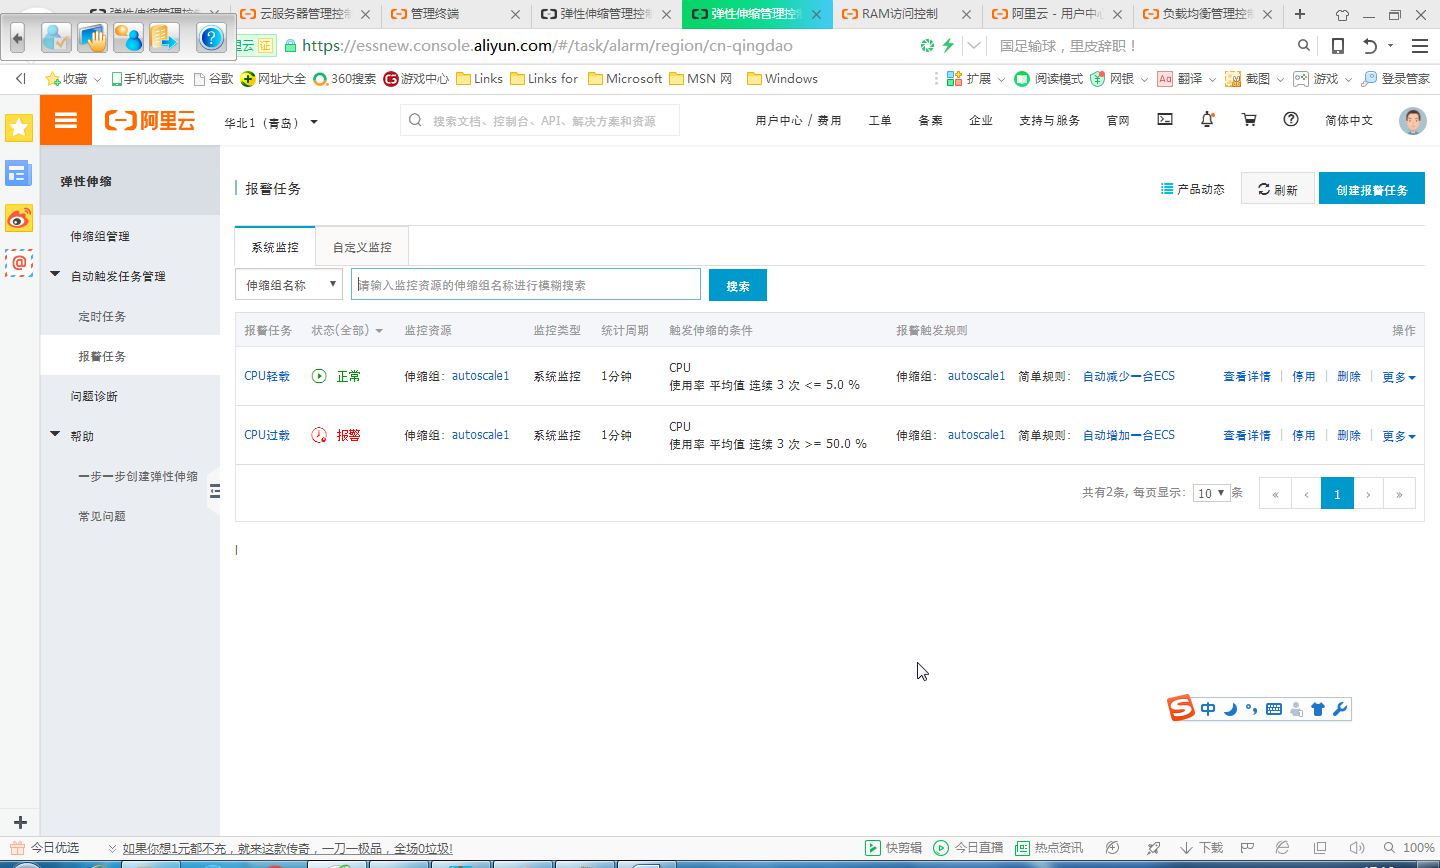 弹性伸缩管理控
云服务器管理控制
管理终端
弹性伸缩管理控
弹性伸缩管理控
RAM访问控制
阿里云 - 用户中心
负载均衡管理控
里云 证 https://essnew.console.aliyun.com/#/task/alarm/region/cn-qingdao
国足输球，里皮辞职！
收藏 手机收藏夹 谷歌 网址大全 360搜索 游戏中心 Links Links for Microsoft MSN 网 Windows
扩展 阅读模式 网银 Aa 翻译 截图 游戏 登录管家
阿里云 华北1（青岛）
搜索文档、控制台、API、解决方案和资源
用户中心 / 费用 工单 备案 企业 支持与服务 官网 简体中文
弹性伸缩
伸缩组管理
自动触发任务管理
定时任务
报警任务
问题诊断
帮助
一步一步创建弹性伸缩
常见问题
报警任务 产品动态 刷新 创建报警任务
系统监控 自定义监控
伸缩组名称 请输入监控资源的伸缩组名称进行模糊搜索 搜索
报警任务 状态(全部) 监控资源 监控类型 统计周期 触发伸缩的条件 报警触发规则 操作
CPU轻载 正常 伸缩组: autoscale1 系统监控 1分钟 CPU
使用率 平均值 连续 3 次 <= 5.0 % 伸缩组: autoscale1 简单规则: 自动减少一台ECS 查看详情 停用 删除 更多
CPU过载 报警 伸缩组: autoscale1 系统监控 1分钟 CPU
使用率 平均值 连续 3 次 >= 50.0 % 伸缩组: autoscale1 简单规则: 自动增加一台ECS 查看详情 停用 删除 更多
共有2条, 每页显示: 10 条 « ‹ 1 › »
中
今日优选 如果你想1元都不充，就来这款传奇，一刀一极品，全场0垃圾!
快剪辑 今日直播 热点资讯 下载 100%